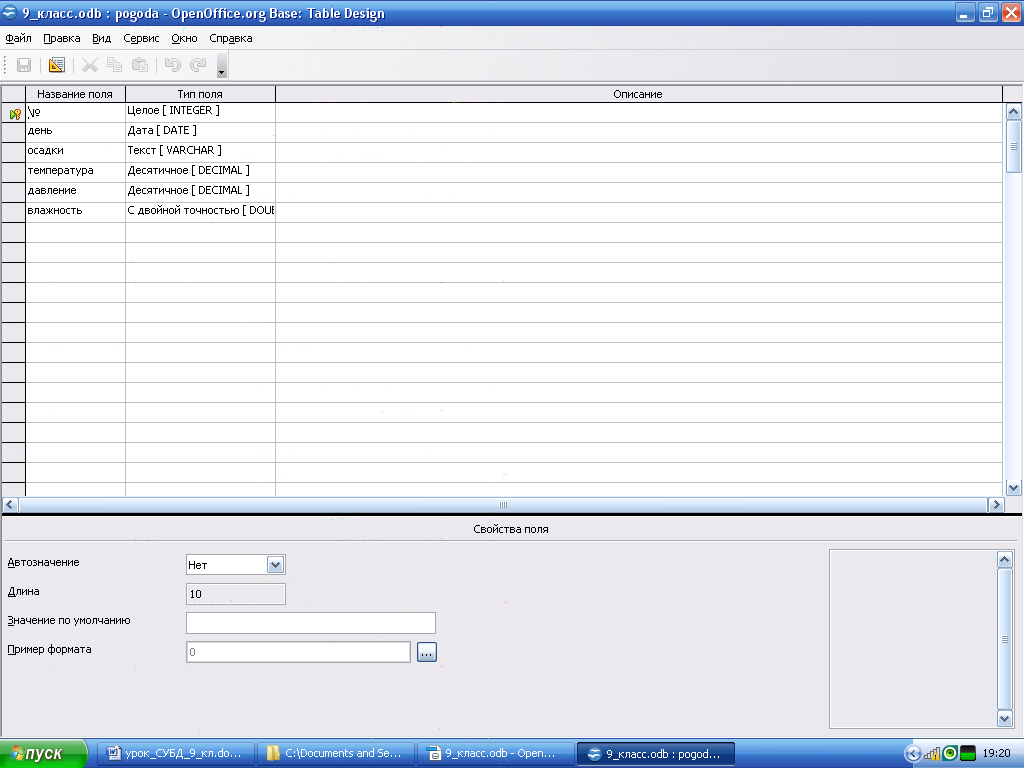 9_класс.odb : pogoda - OpenOffice.org Base: Table Design
Файл Правка Вид Сервис Окно Справка
Название поля Тип поля Описание
№ Целое [ INTEGER ]
день Дата [ DATE ]
осадки Текст [ VARCHAR ]
температура Десятичное [ DECIMAL ]
давление Десятичное [ DECIMAL ]
влажность С двойной точностью [ DOUB
Свойства поля
Автозначение Нет
Длина 10
Значение по умолчанию
Пример формата 0 ...
пуск урок_СУБД_9_кл.do... C:\Documents and Se... 9_класс.odb - Open... 9_класс.odb : pogod... 19:20